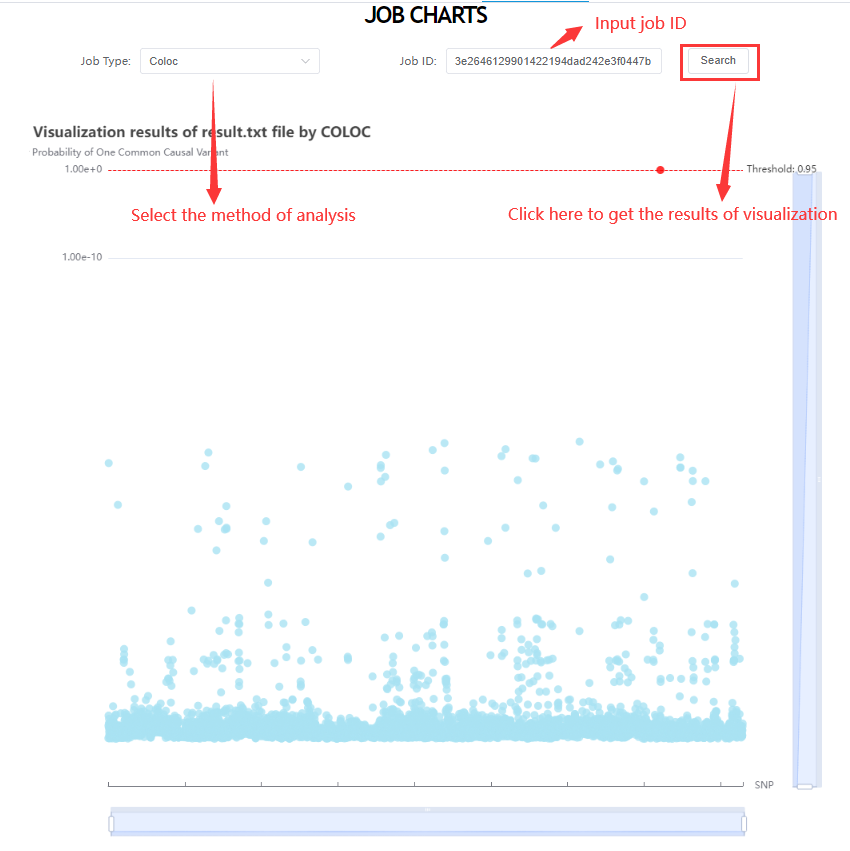 JOB CHARTS
Input job ID
Job Type:
Coloc
Job ID:
3e2646129901422194dad242e3f0447b
Search
Visualization results of result.txt file by COLOC
Probability of One Common Causal Variant
1.00e+0
Threshold: 0.95
Select the method of analysis
Click here to get the results of visualization
1.00e-10
SNP